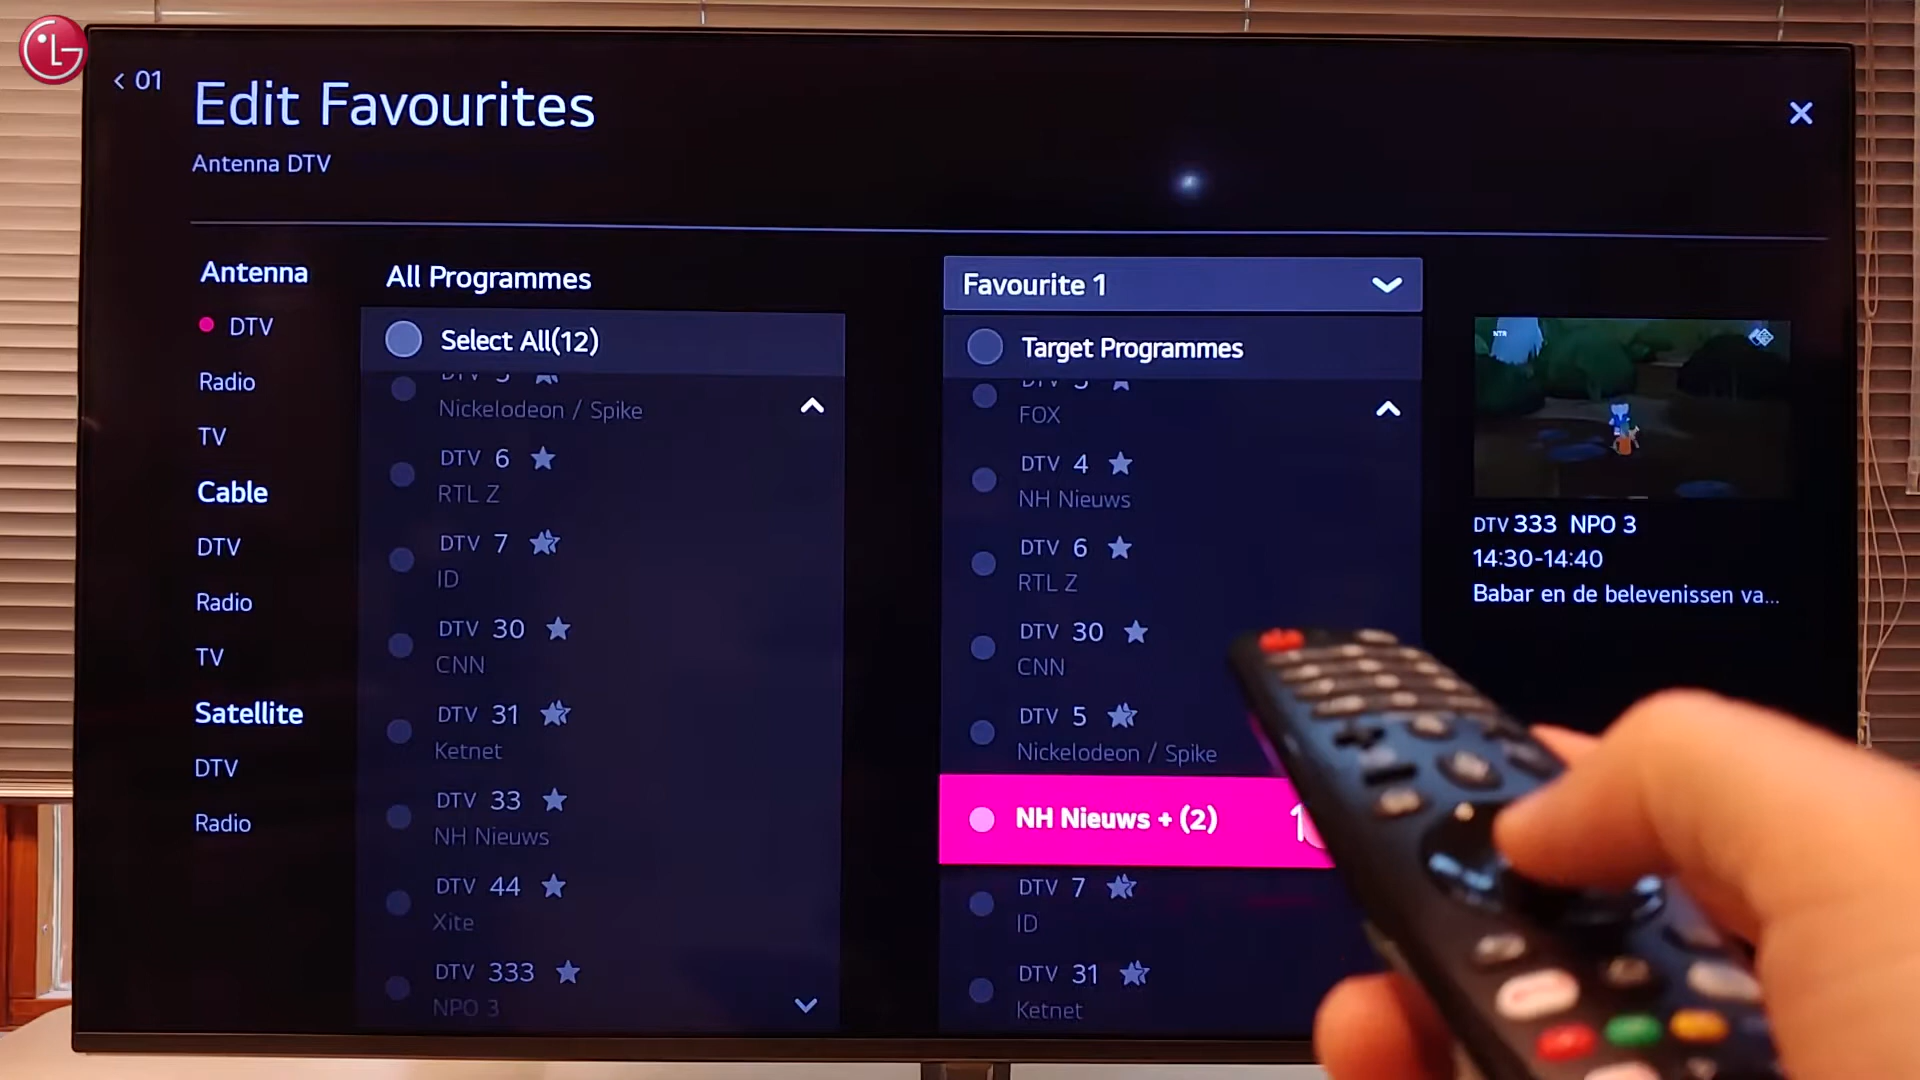 LG
< 01
Edit Favourites
Antenna DTV
Antenna
DTV
Radio
TV
Cable
DTV
Radio
TV
Satellite
DTV
Radio
All Programmes
Select All(12)
DTV 5
Nickelodeon / Spike
DTV 6
RTL Z
DTV 7
ID
DTV 30
CNN
DTV 31
Ketnet
DTV 33
NH Nieuws
DTV 44
Xite
DTV 333
NPO 3
Favourite 1
Target Programmes
FOX
DTV 4
NH Nieuws
DTV 6
RTL Z
DTV 30
CNN
DTV 5
Nickelodeon / Spike
NH Nieuws + (2)
DTV 7
ID
DTV 31
Ketnet
NTR
DTV 333 NPO 3
14:30-14:40
Babar en de belevenissen va...